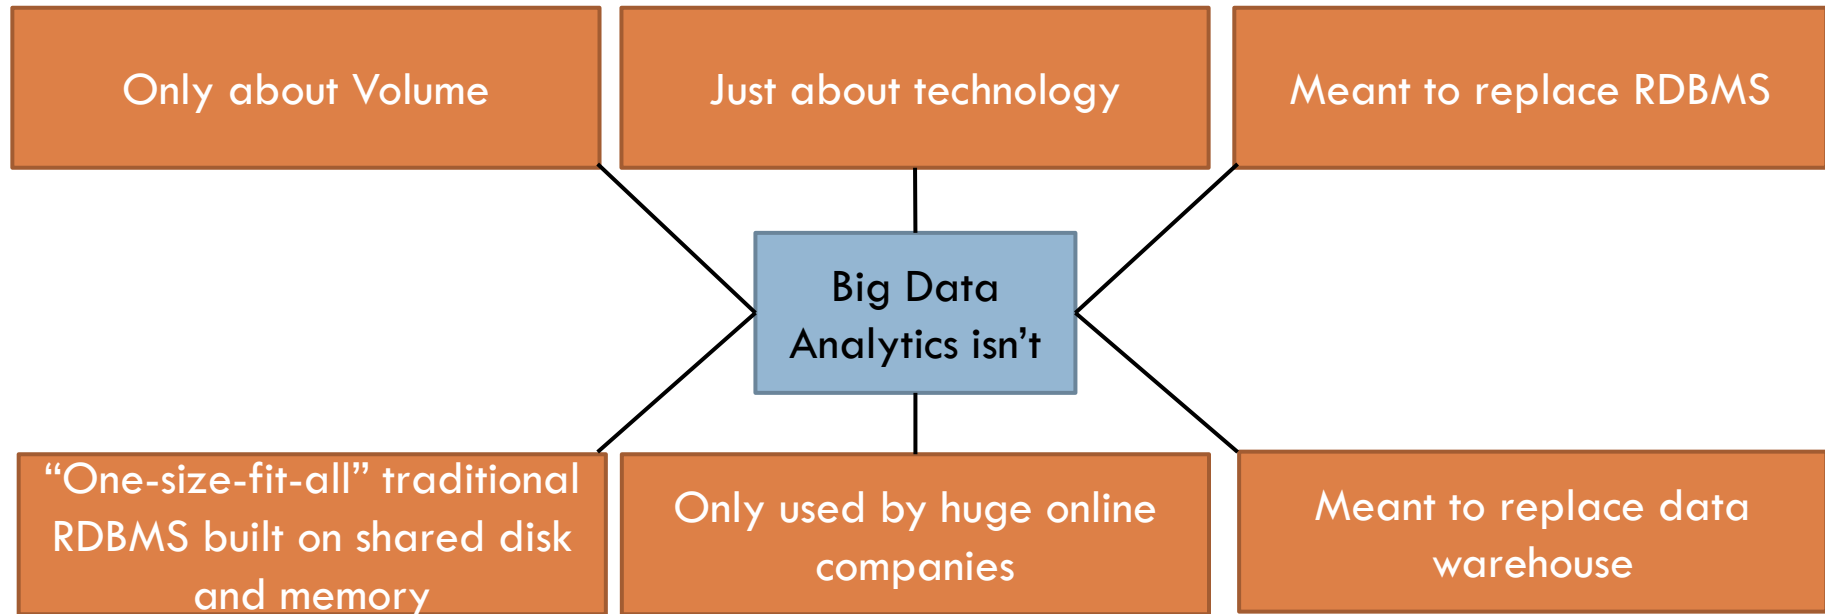 Only about Volume
Just about technology
Meant to replace RDBMS
Big Data
Analytics isn’t
“One-size-fit-all” traditional
RDBMS built on shared disk
and memory
Only used by huge online
companies
Meant to replace data
warehouse